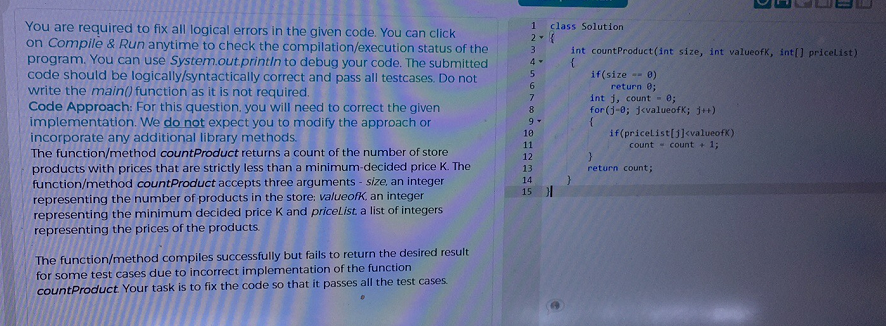 You are required to fix all logical errors in the given code. You can click
on Compile & Run anytime to check the compilation/execution status of the
program. You can use System.out.println to debug your code. The submitted
code should be logically/syntactically correct and pass all testcases. Do not
write the main() function as it is not required.
Code Approach: For this question, you will need to correct the given
implementation. We do not expect you to modify the approach or
incorporate any additional library methods.
The function/method countProduct returns a count of the number of store
products with prices that are strictly less than a minimum-decided price K. The
function/method countProduct accepts three arguments - size, an integer
representing the number of products in the store; valueofK, an integer
representing the minimum decided price K and priceList, a list of integers
representing the prices of the products.
The function/method compiles successfully but fails to return the desired result
for some test cases due to incorrect implementation of the function
countProduct. Your task is to fix the code so that it passes all the test cases.
1 class Solution
2 {
3 int countProduct(int size, int valueofK, int[] priceList)
4 {
5 if(size == 0)
6 return 0;
7 int j, count = 0;
8 for(j=0; j<valueofK; j++)
9 {
10 if(priceList[j]<valueofK)
11 count = count + 1;
12 }
13 return count;
14 }
15 }